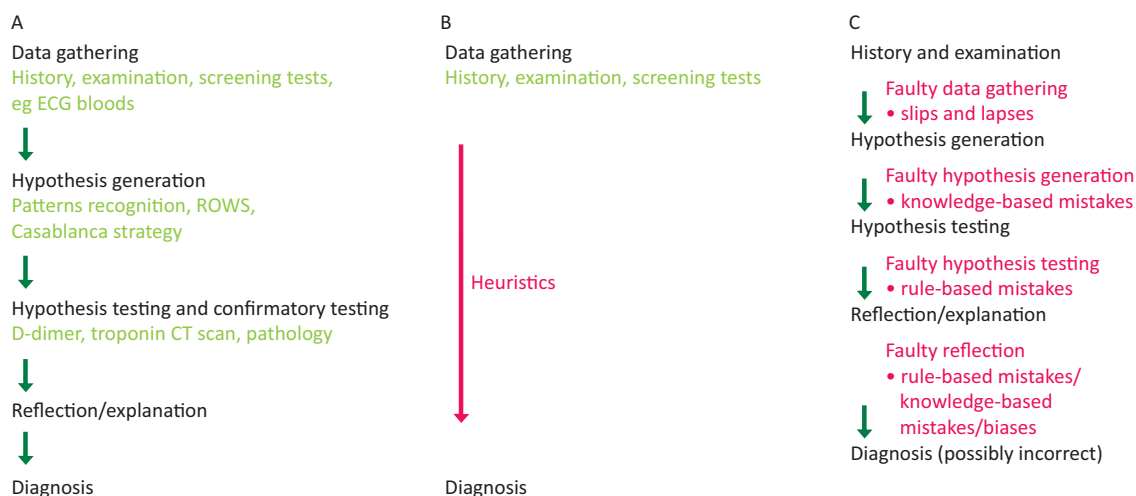 A
Data gathering
History, examination, screening tests,
eg ECG bloods
Hypothesis generation
Patterns recognition, ROWS,
Casablanca strategy
Hypothesis testing and confirmatory testing
D-dimer, troponin CT scan, pathology
Reflection/explanation
Diagnosis
B
Data gathering
History, examination, screening tests
Heuristics
Diagnosis
C
History and examination
Faulty data gathering
• slips and lapses
Hypothesis generation
Faulty hypothesis generation
• knowledge-based mistakes
Hypothesis testing
Faulty hypothesis testing
• rule-based mistakes
Reflection/explanation
Faulty reflection
• rule-based mistakes/
knowledge-based
mistakes/biases
Diagnosis (possibly incorrect)